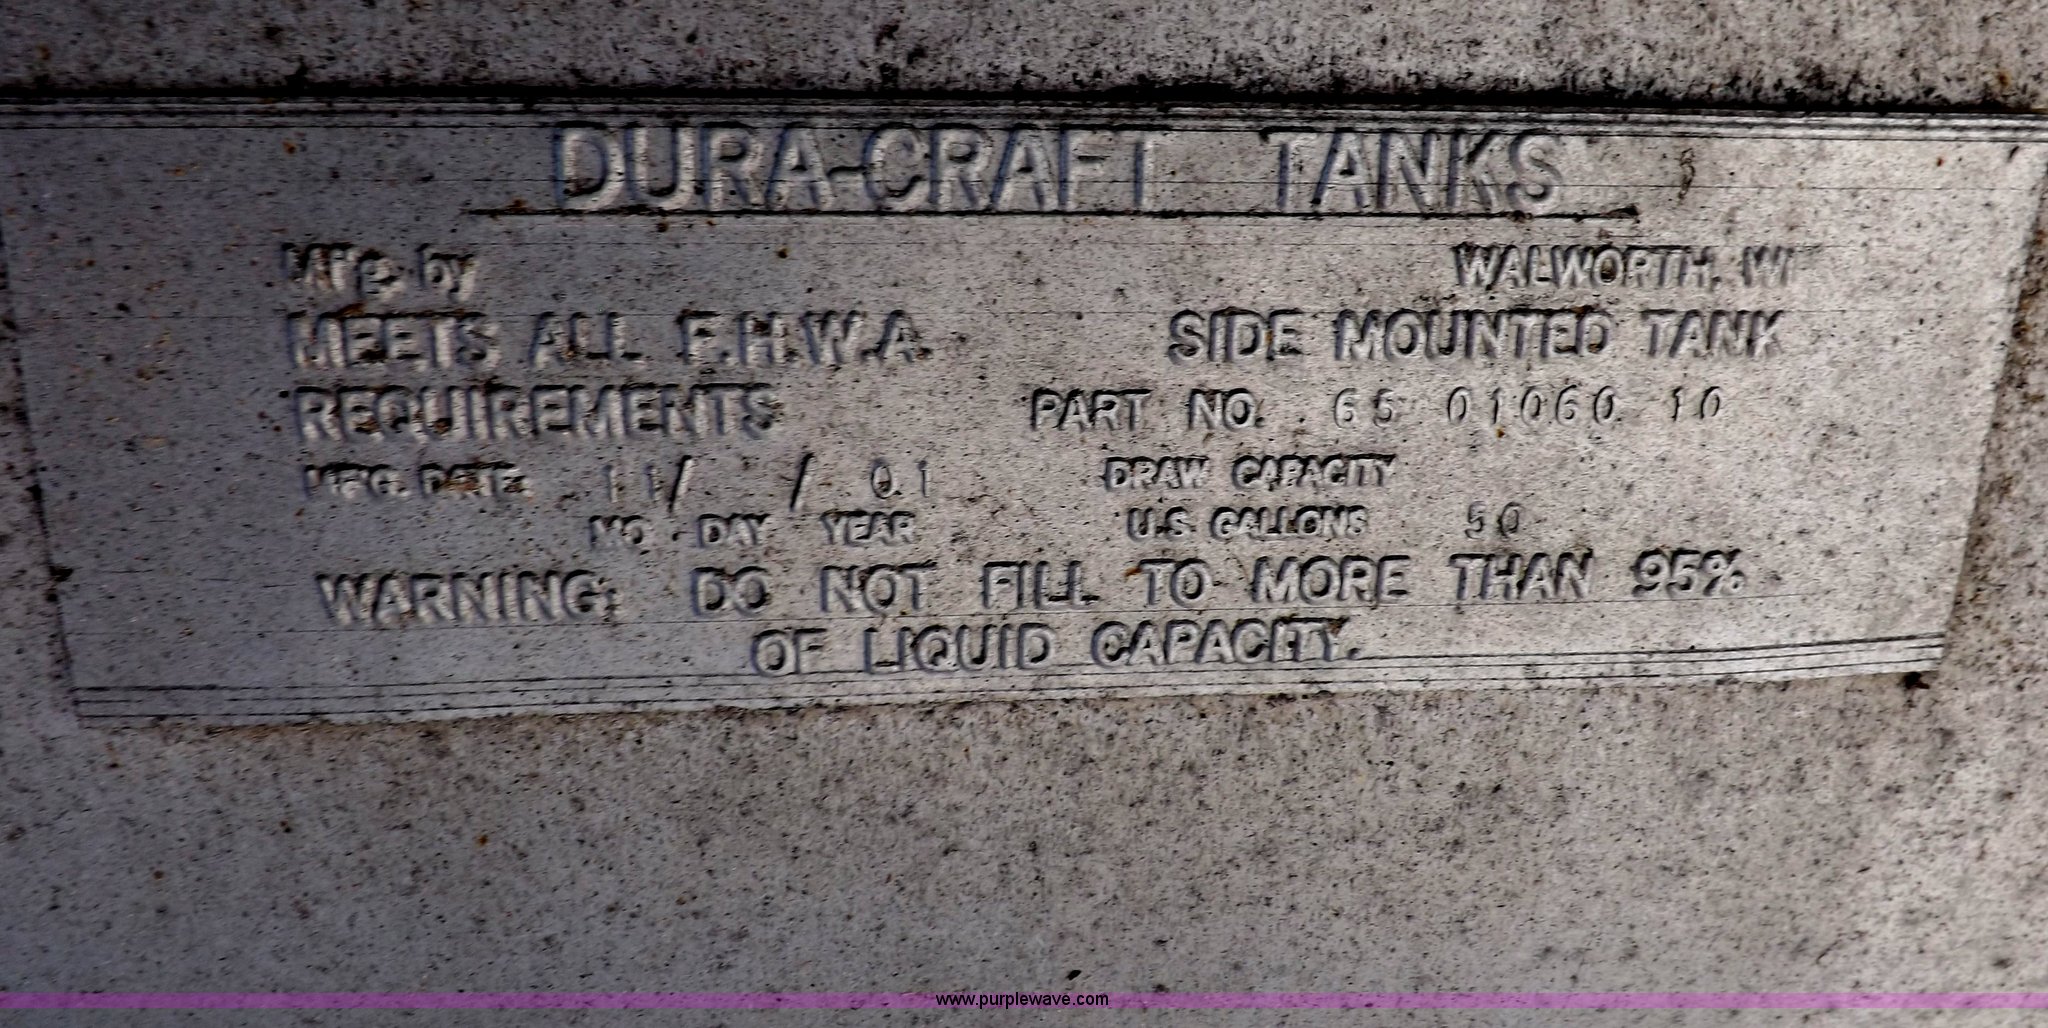 DURA-CRAFT TANKS
Mfg. by WALWORTH, WI
MEETS ALL F.H.W.A. SIDE MOUNTED TANK
REQUIREMENTS PART NO. 65 01060 10
MFG. DATE: 11/ / 01 DRAW CAPACITY
MO DAY YEAR U.S. GALLONS 50
WARNING: DO NOT FILL TO MORE THAN 95%
OF LIQUID CAPACITY.
www.purplewave.com